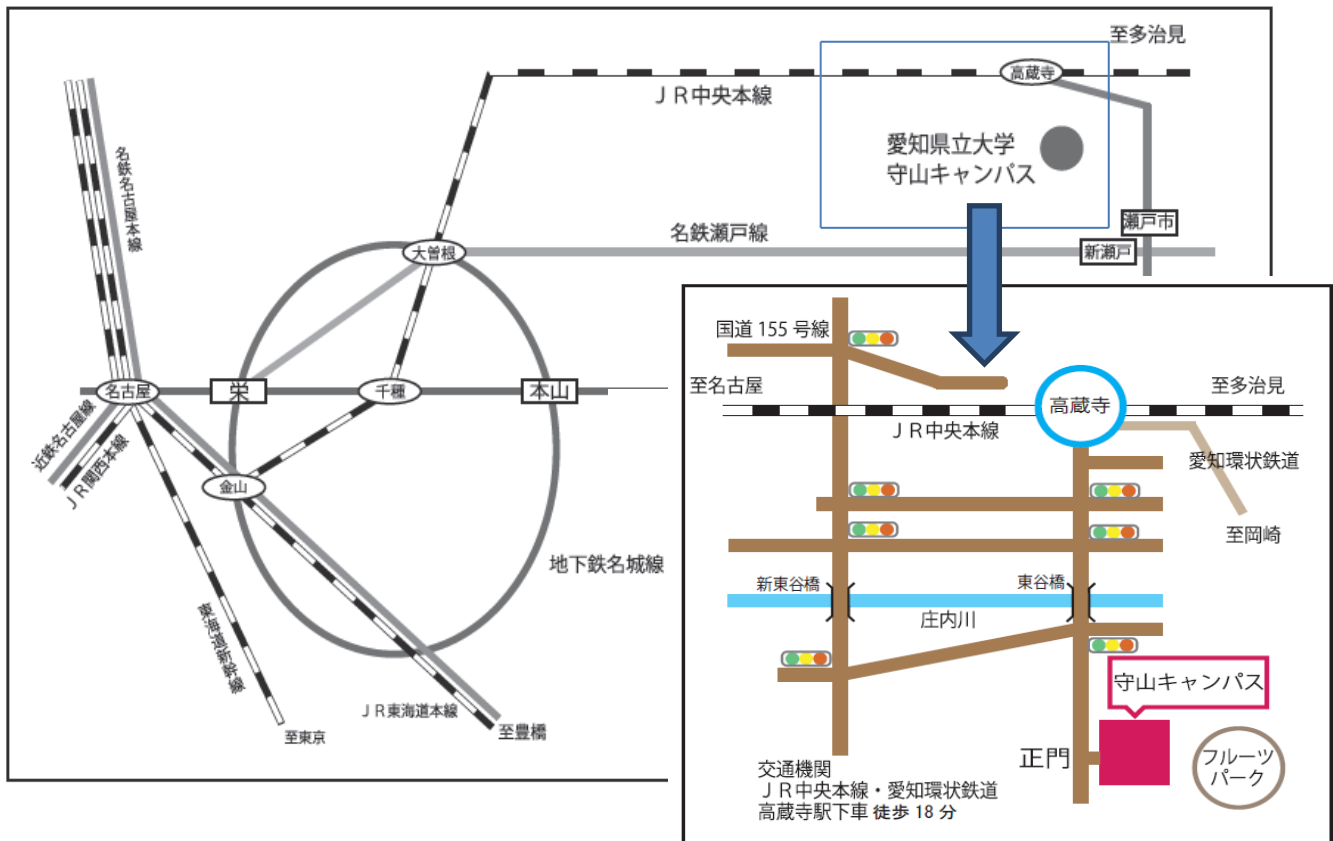 至多治見
高蔵寺
ＪＲ中央本線
愛知県立大学
守山キャンパス
名鉄名古屋本線
瀬戸市
名鉄瀬戸線
大曽根
新瀬戸
名古屋
栄
千種
本山
近鉄名古屋線
ＪＲ関西本線
金山
地下鉄名城線
東海道新幹線
ＪＲ東海道本線
至豊橋
至東京
国道 155 号線
至名古屋
高蔵寺
至多治見
ＪＲ中央本線
愛知環状鉄道
至岡崎
新東谷橋
東谷橋
庄内川
守山キャンパス
正門
フルーツ
パーク
交通機関
ＪＲ中央本線・愛知環状鉄道
高蔵寺駅下車 徒歩 18 分